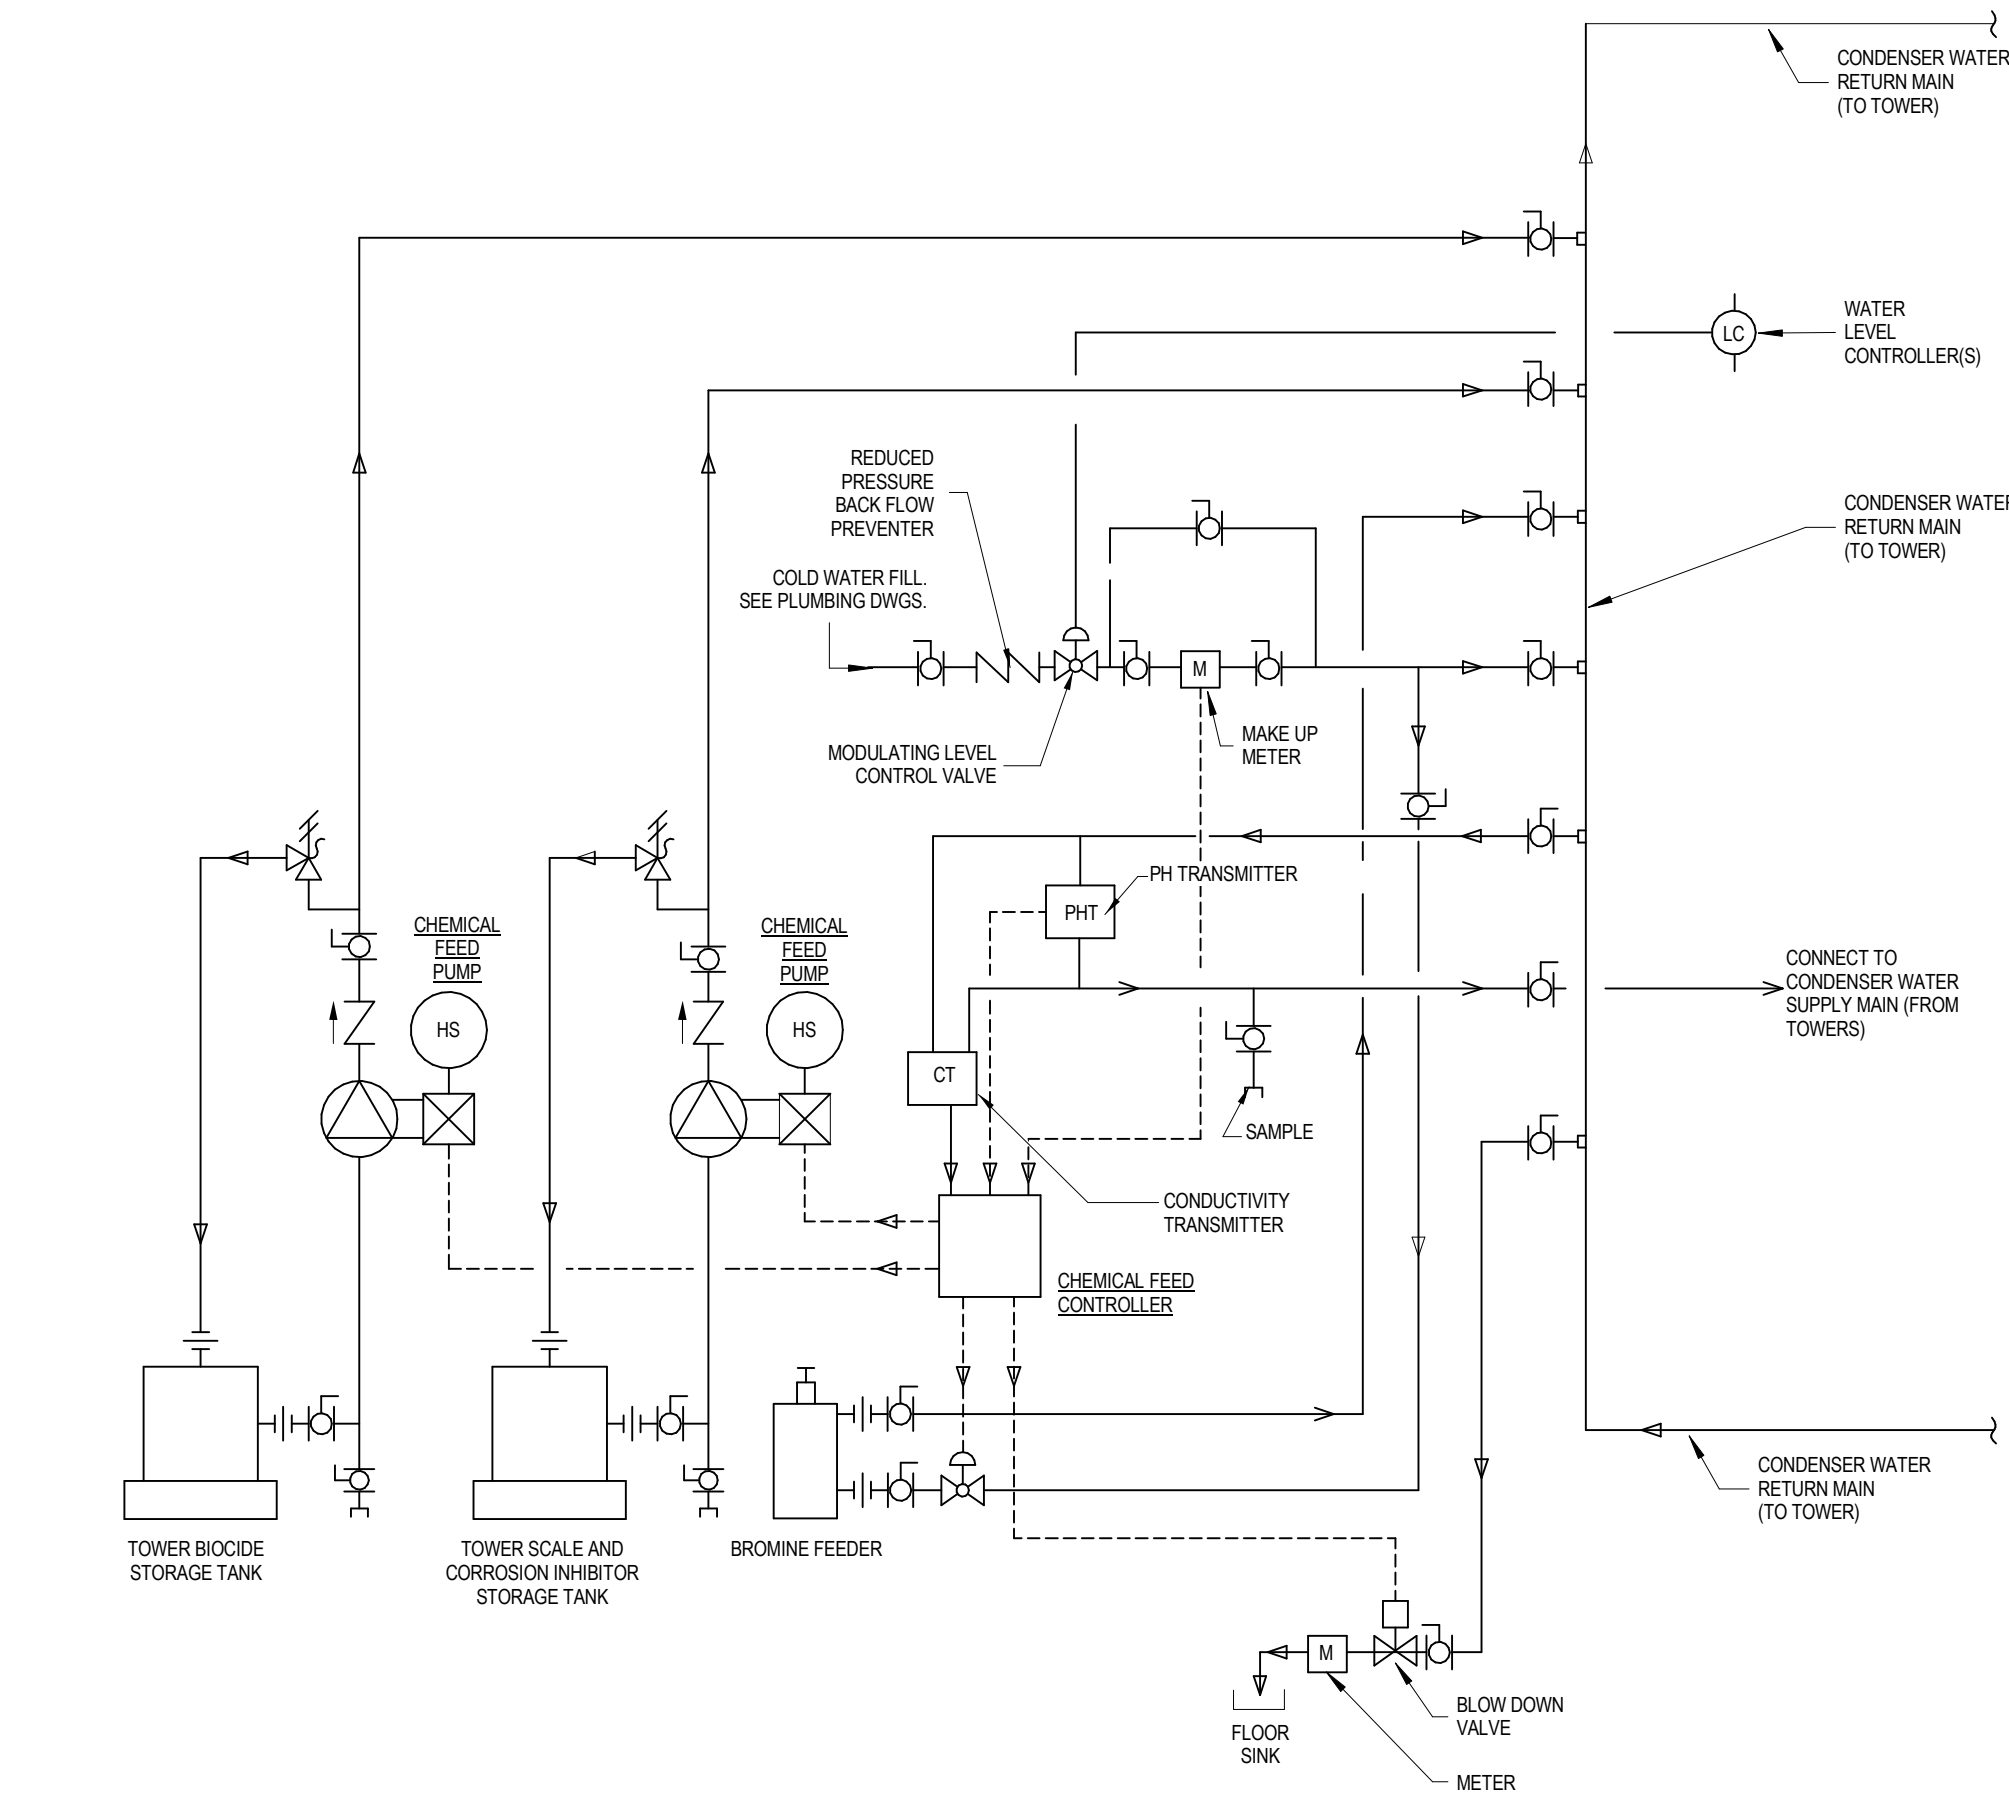 CONDENSER WATER
RETURN MAIN
(TO TOWER)
WATER
LEVEL
CONTROLLER(S)
LC
REDUCED
PRESSURE
BACK FLOW
PREVENTER
CONDENSER WATER
RETURN MAIN
(TO TOWER)
COLD WATER FILL.
SEE PLUMBING DWGS.
M
MAKE UP
METER
MODULATING LEVEL
CONTROL VALVE
PH TRANSMITTER
PHT
CHEMICAL
FEED
PUMP
CHEMICAL
FEED
PUMP
CONNECT TO
CONDENSER WATER
SUPPLY MAIN (FROM
TOWERS)
HS
HS
CT
SAMPLE
CONDUCTIVITY
TRANSMITTER
CHEMICAL FEED
CONTROLLER
CONDENSER WATER
RETURN MAIN
(TO TOWER)
TOWER BIOCIDE
STORAGE TANK
TOWER SCALE AND
CORROSION INHIBITOR
STORAGE TANK
BROMINE FEEDER
M
BLOW DOWN
VALVE
FLOOR
SINK
METER